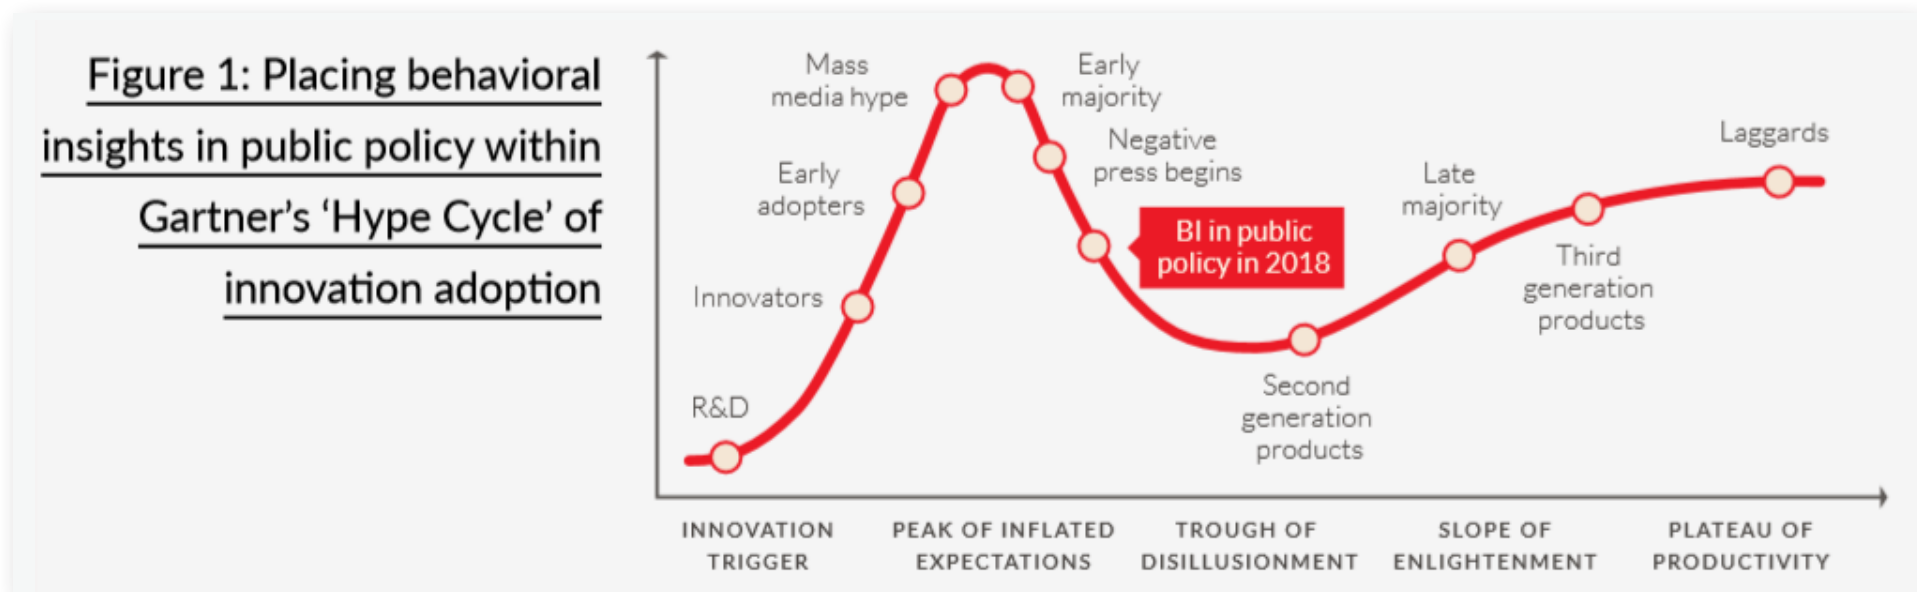 Figure 1: Placing behavioral
insights in public policy within
Gartner’s ‘Hype Cycle’ of
innovation adoption
Mass
media hype
Early
majority
Negative
press begins
Early
adopters
BI in public
policy in 2018
Innovators
R&D
Second
generation
products
Late
majority
Third
generation
products
Laggards
INNOVATION
TRIGGER
PEAK OF INFLATED
EXPECTATIONS
TROUGH OF
DISILLUSIONMENT
SLOPE OF
ENLIGHTENMENT
PLATEAU OF
PRODUCTIVITY